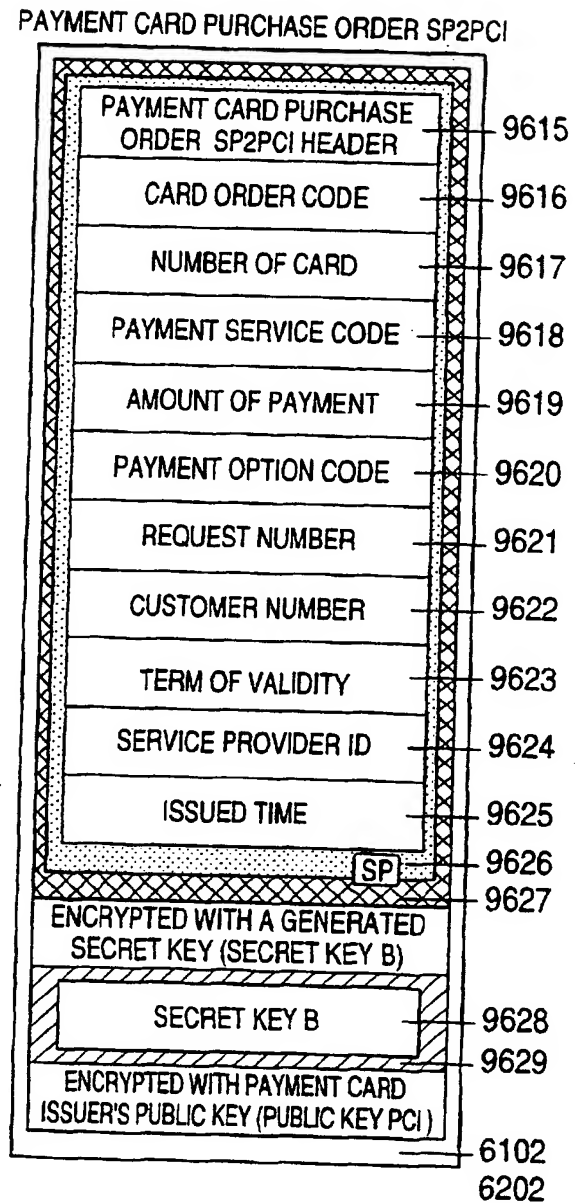 PAYMENT CARD PURCHASE ORDER SP2PCI
PAYMENT CARD PURCHASE
ORDER SP2PCI HEADER
9615
CARD ORDER CODE
9616
NUMBER OF CARD
9617
PAYMENT SERVICE CODE
9618
AMOUNT OF PAYMENT
9619
PAYMENT OPTION CODE
9620
REQUEST NUMBER
9621
CUSTOMER NUMBER
9622
TERM OF VALIDITY
9623
SERVICE PROVIDER ID
9624
ISSUED TIME
9625
SP
9626
9627
ENCRYPTED WITH A GENERATED
SECRET KEY (SECRET KEY B)
SECRET KEY B
9628
9629
ENCRYPTED WITH PAYMENT CARD
ISSUER'S PUBLIC KEY (PUBLIC KEY PCI)
6102
6202